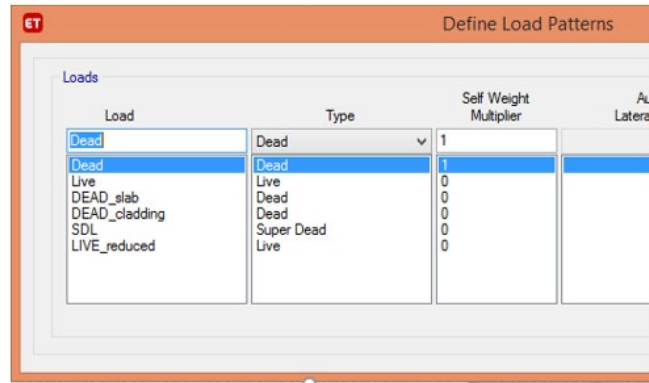 ET
Define Load Patterns
Loads
Load Type Self Weight Multiplier
Dead Dead 1
Dead Dead 1
Live Live 0
DEAD_slab Dead 0
DEAD_cladding Dead 0
SDL Super Dead 0
LIVE_reduced Live 0